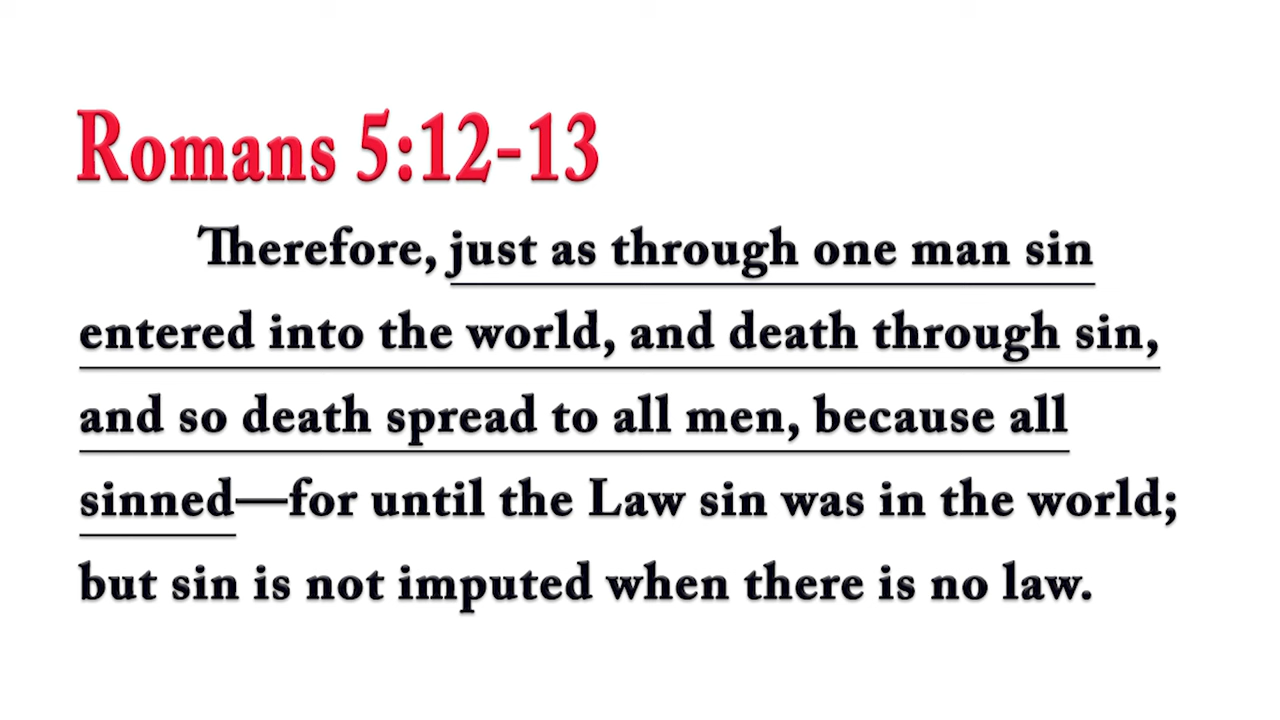 Romans 5:12-13
Therefore, just as through one man sin
entered into the world, and death through sin,
and so death spread to all men, because all
sinned—for until the Law sin was in the world;
but sin is not imputed when there is no law.